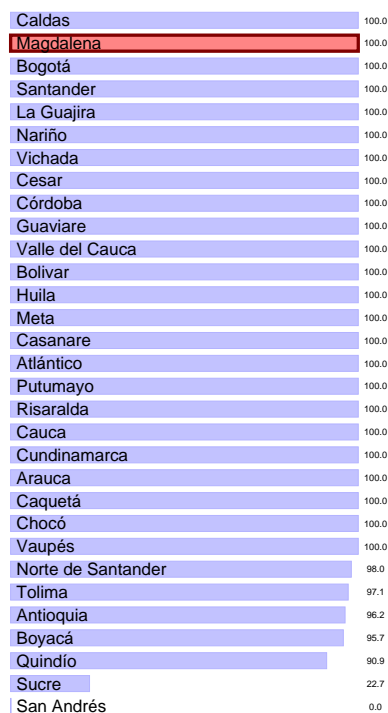 Caldas 100.0
Magdalena 100.0
Bogotá 100.0
Santander 100.0
La Guajira 100.0
Nariño 100.0
Vichada 100.0
Cesar 100.0
Córdoba 100.0
Guaviare 100.0
Valle del Cauca 100.0
Bolivar 100.0
Huila 100.0
Meta 100.0
Casanare 100.0
Atlántico 100.0
Putumayo 100.0
Risaralda 100.0
Cauca 100.0
Cundinamarca 100.0
Arauca 100.0
Caquetá 100.0
Chocó 100.0
Vaupés 100.0
Norte de Santander 98.0
Tolima 97.1
Antioquia 96.2
Boyacá 95.7
Quindío 90.9
Sucre 22.7
San Andrés 0.0